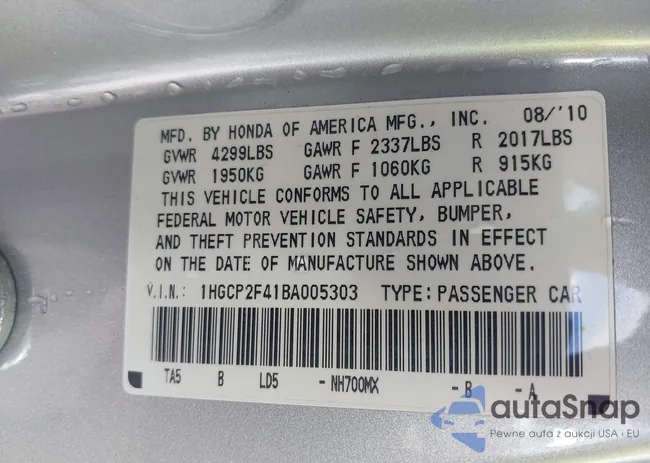 MFD. BY HONDA OF AMERICA MFG., INC. 08/'10
GVWR 4299LBS GAWR F 2337LBS R 2017LBS
GVWR 1950KG GAWR F 1060KG R 915KG
THIS VEHICLE CONFORMS TO ALL APPLICABLE
FEDERAL MOTOR VEHICLE SAFETY, BUMPER,
AND THEFT PREVENTION STANDARDS IN EFFECT
ON THE DATE OF MANUFACTURE SHOWN ABOVE.
V.I.N.: 1HGCP2F41BA005303 TYPE: PASSENGER CAR
TA5 B LD5 - NH700MX - B - A
autaSnap
Pewne auta z aukcji USA i EU